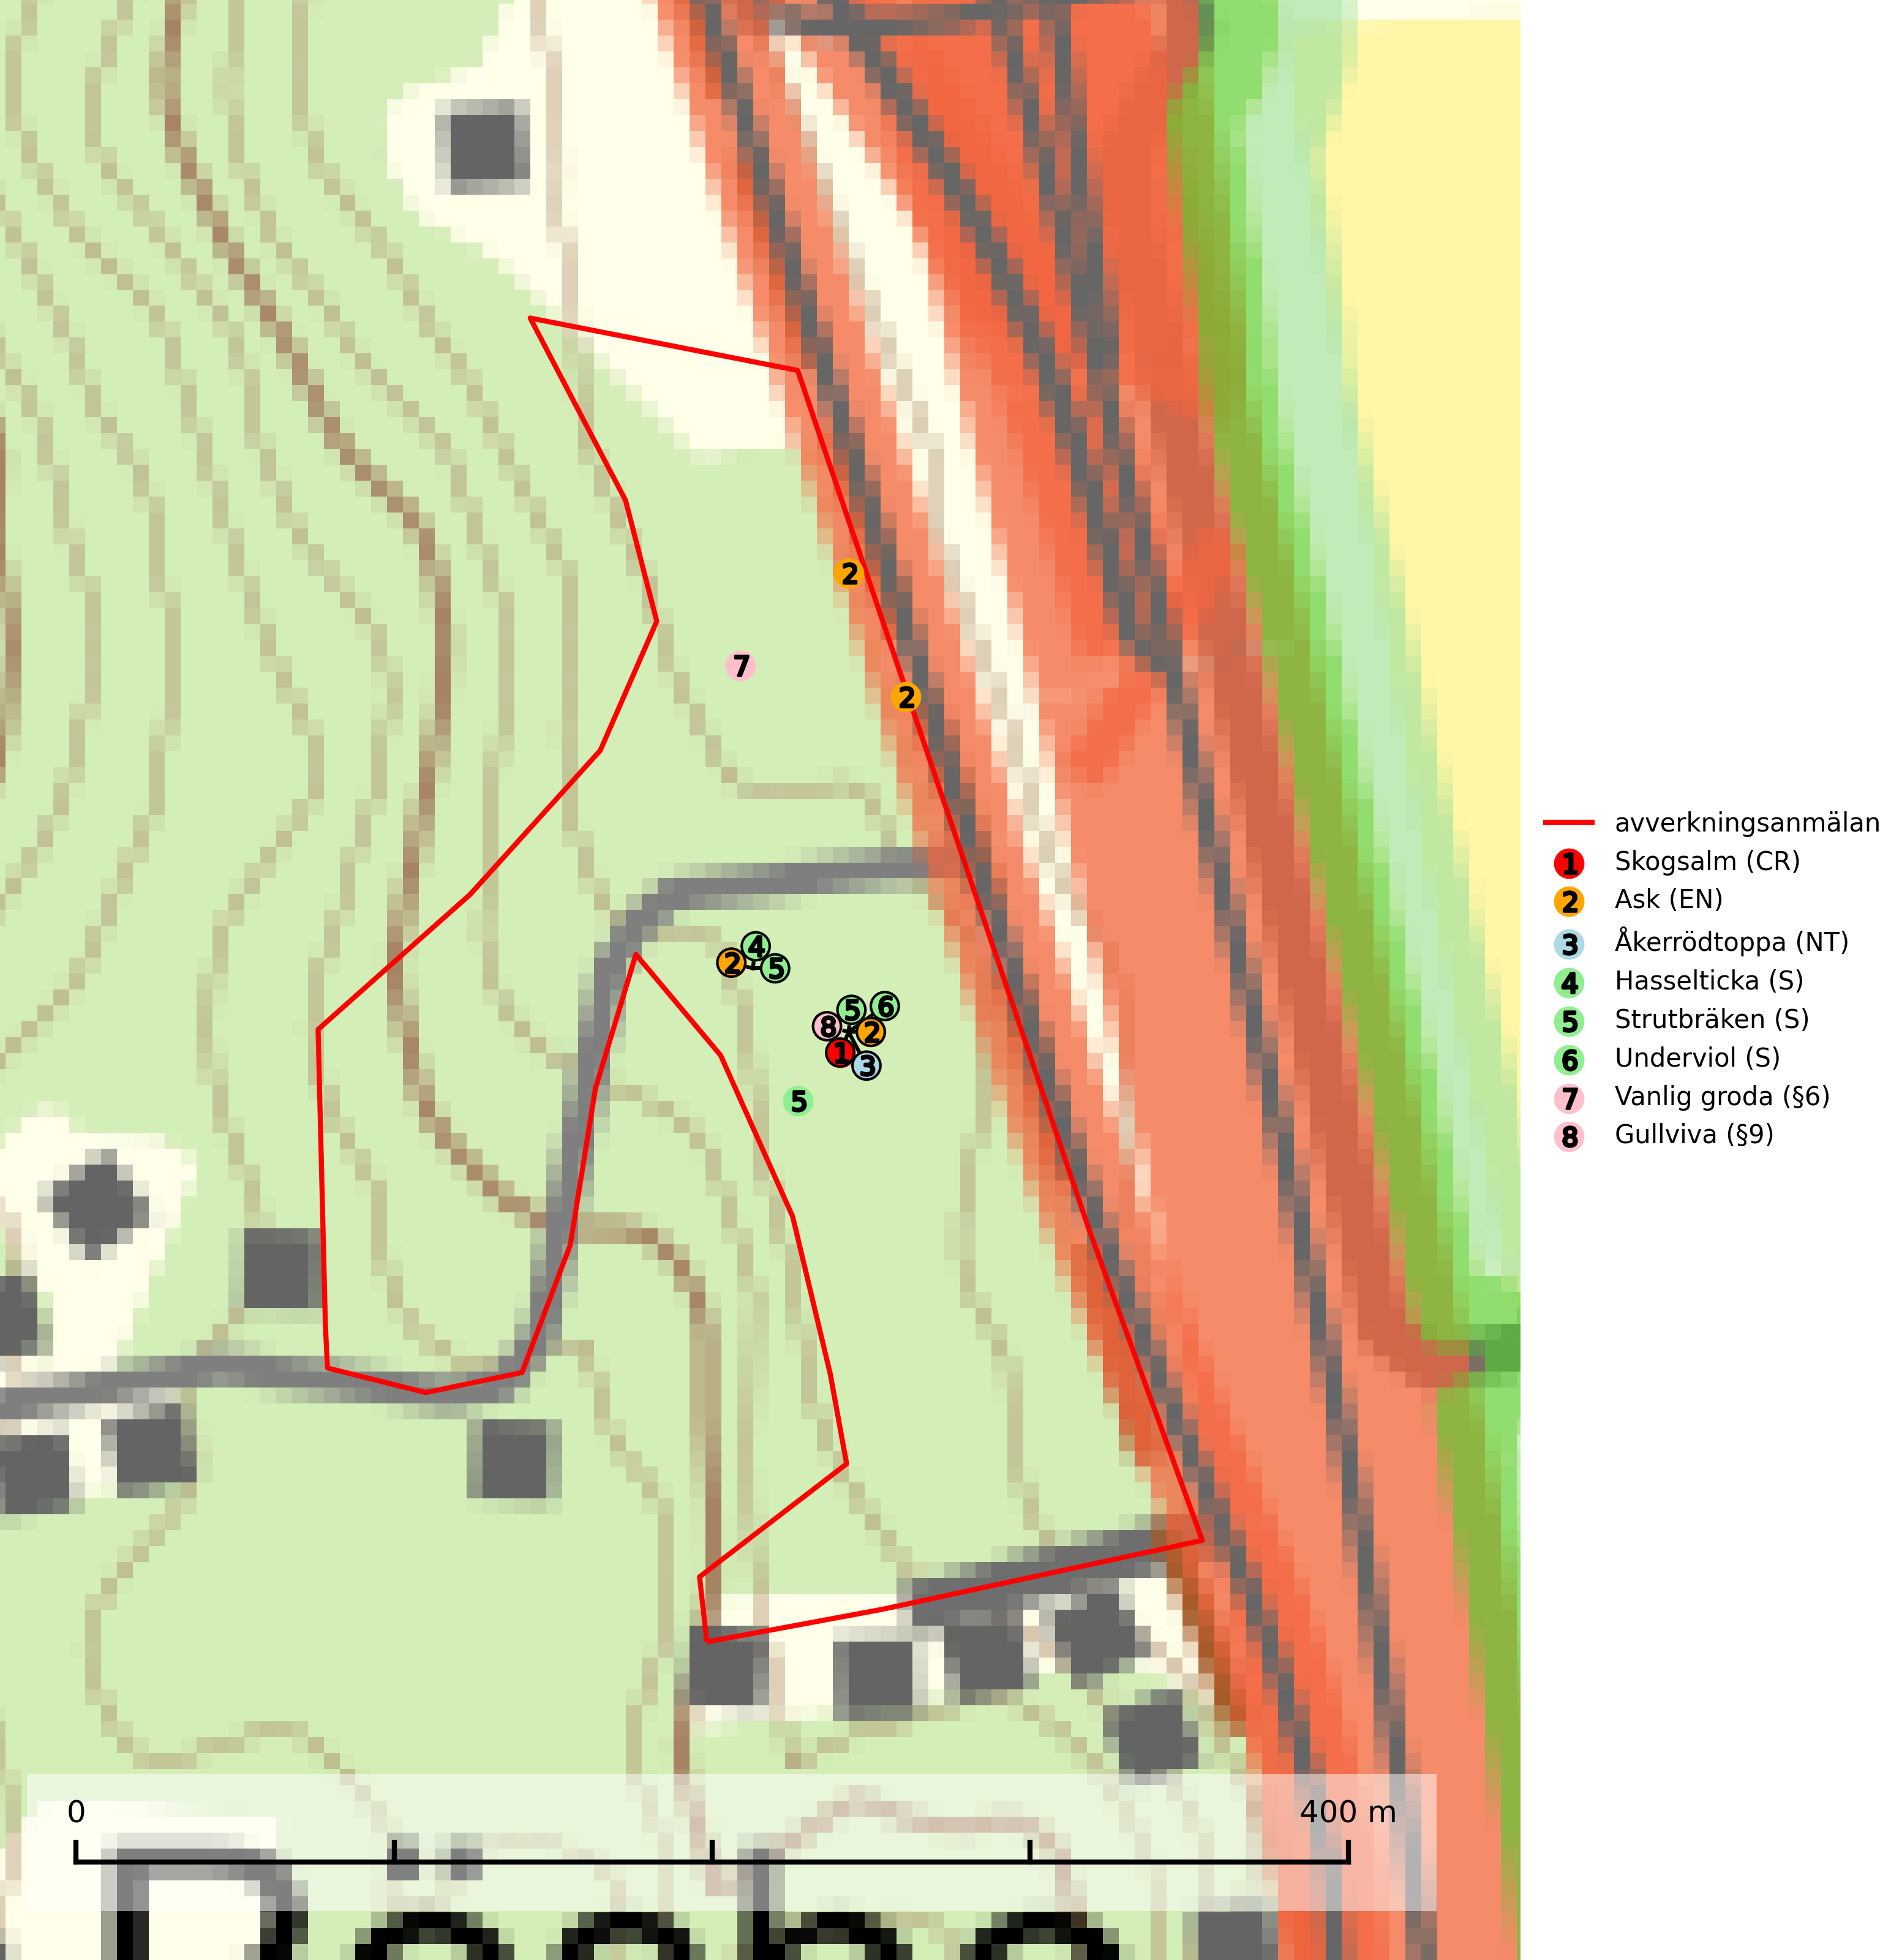 2
7
2
4
2
5
5
6
8
2
1
3
5
avverkningsanmälan
1 Skogsalm (CR)
2 Ask (EN)
3 Åkerrödtoppa (NT)
4 Hasselticka (S)
5 Strutbräken (S)
6 Underviol (S)
7 Vanlig groda (§6)
8 Gullviva (§9)
0 400 m